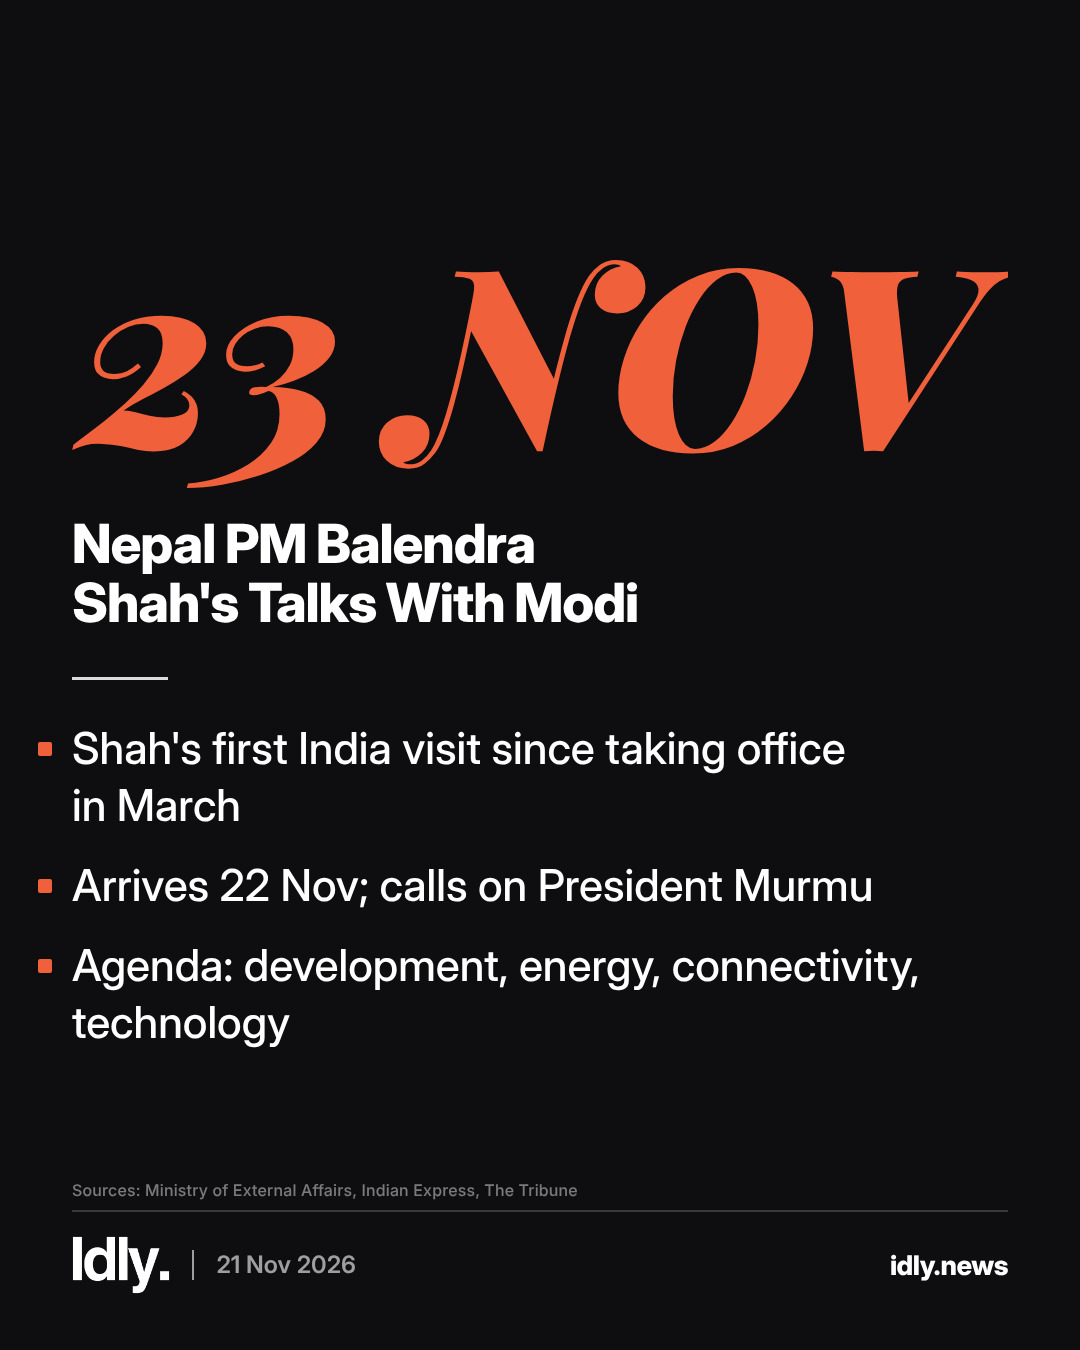 23 NOV
Nepal PM Balendra
Shah's Talks With Modi
Shah's first India visit since taking office
in March
Arrives 22 Nov; calls on President Murmu
Agenda: development, energy, connectivity,
technology
Sources: Ministry of External Affairs, Indian Express, The Tribune
Idly. | 21 Nov 2026
idly.news